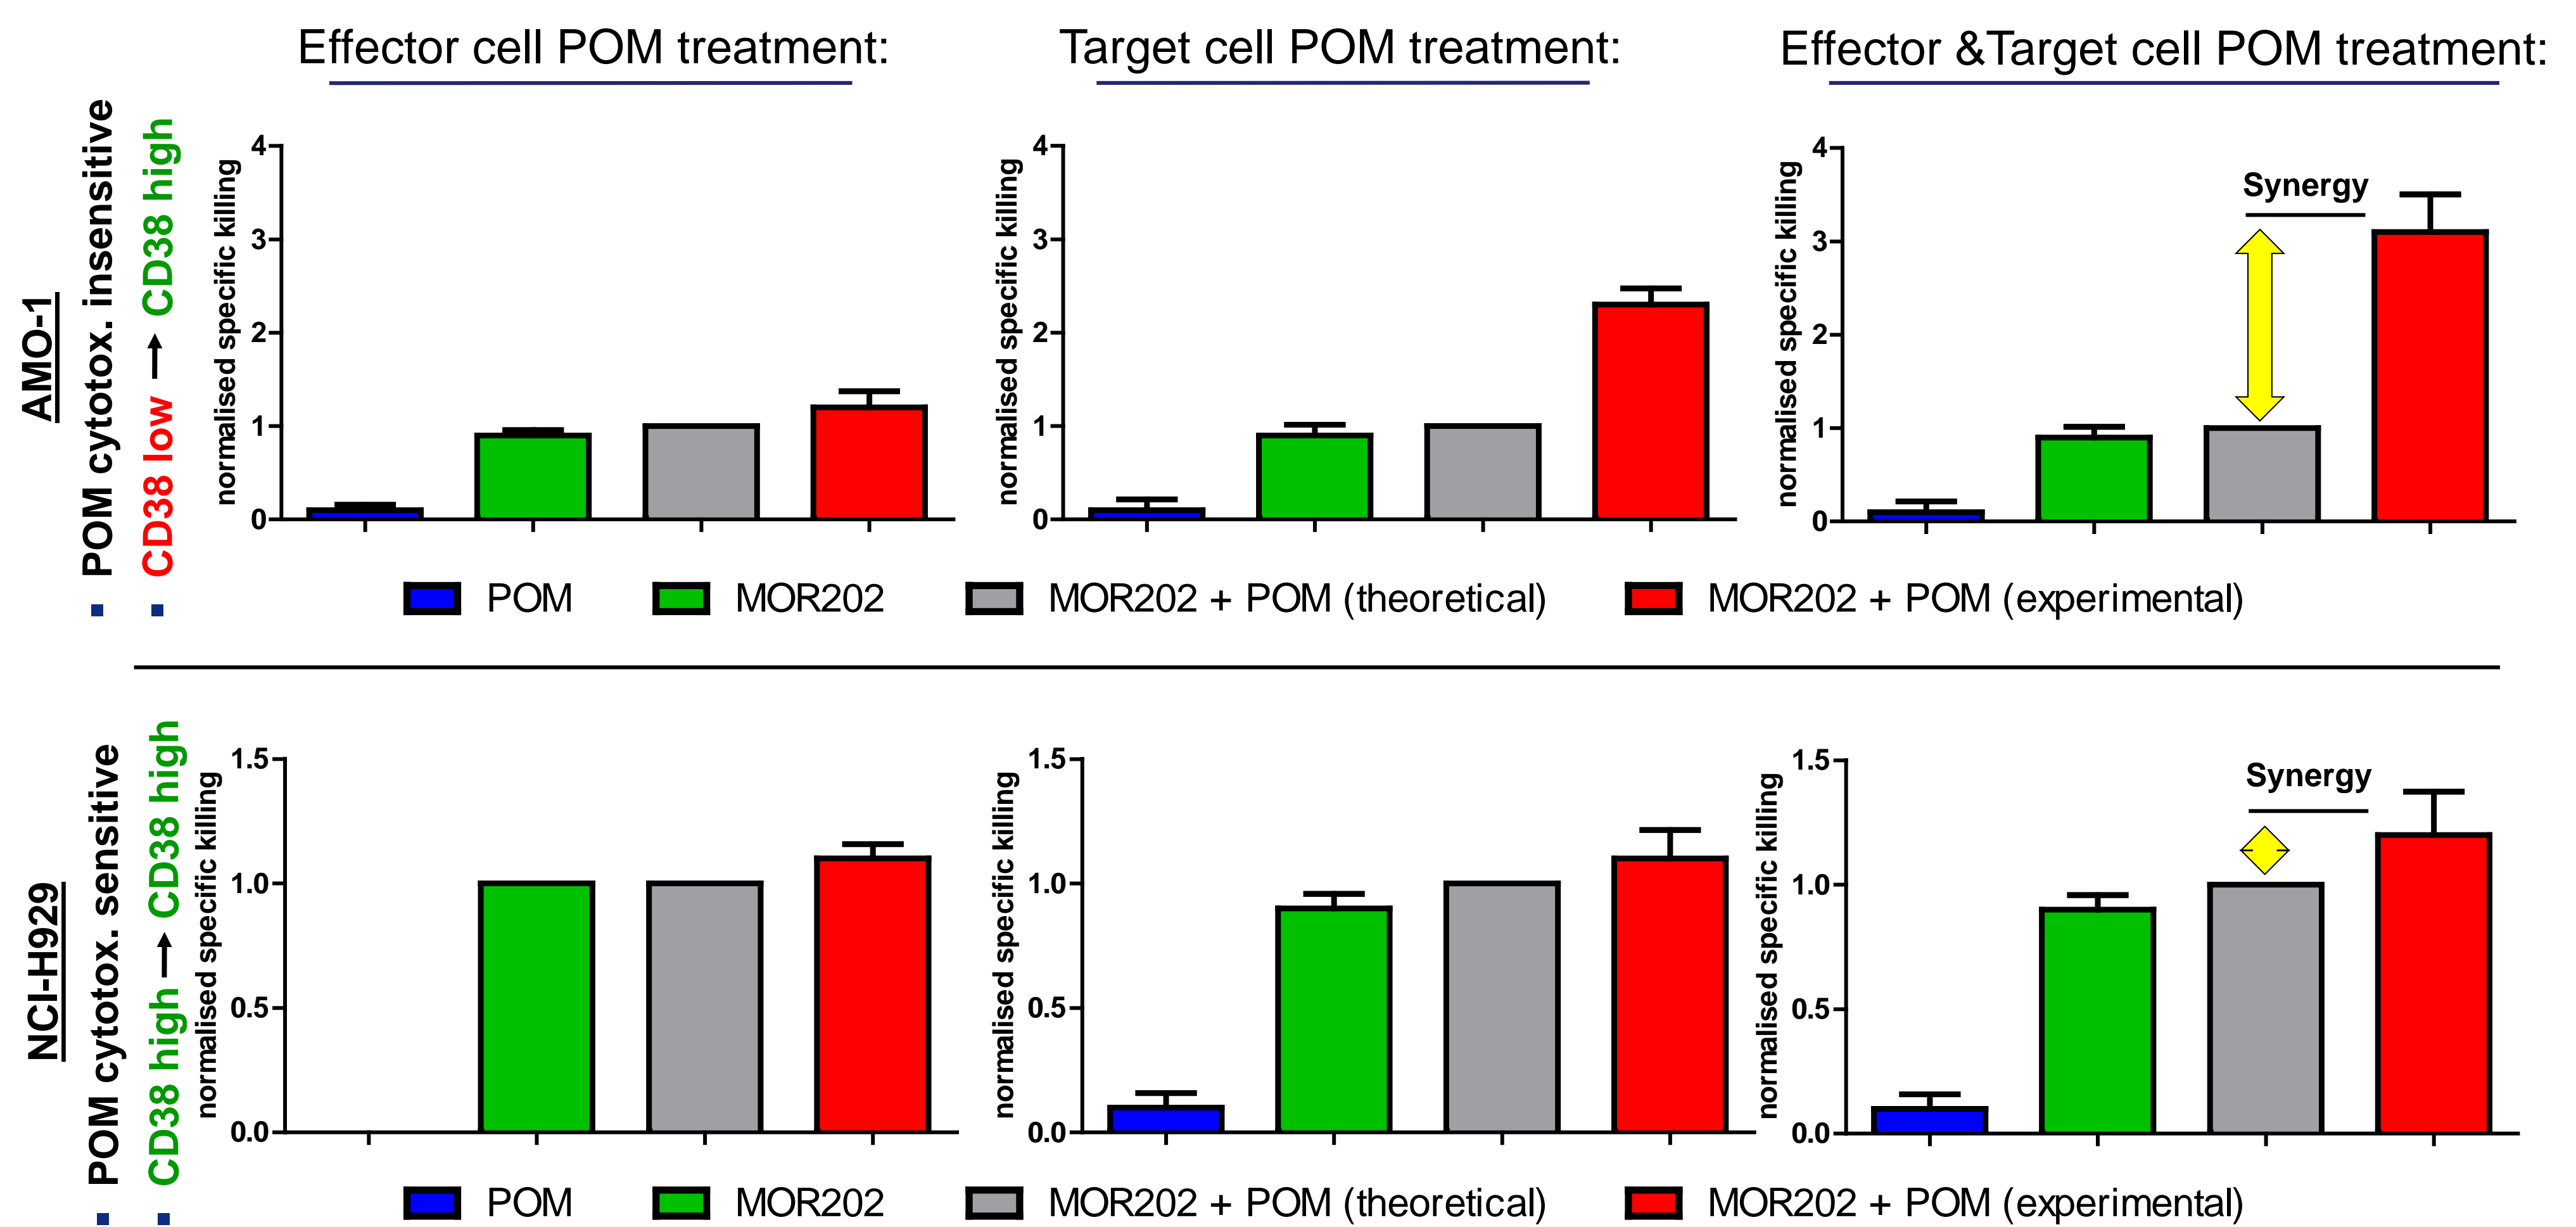 Effector cell POM treatment:
Target cell POM treatment:
Effector &Target cell POM treatment:
AMO-1
▪ POM cytotox. insensitive
▪ CD38 low → CD38 high
normalised specific killing
4
3
2
1
0
normalised specific killing
4
3
2
1
0
normalised specific killing
4
3
2
1
0
Synergy
POM
MOR202
MOR202 + POM (theoretical)
MOR202 + POM (experimental)
NCI-H929
▪ POM cytotox. sensitive
▪ CD38 high → CD38 high
normalised specific killing
1.5
1.0
0.5
0.0
normalised specific killing
1.5
1.0
0.5
0.0
normalised specific killing
1.5
1.0
0.5
0.0
Synergy
POM
MOR202
MOR202 + POM (theoretical)
MOR202 + POM (experimental)